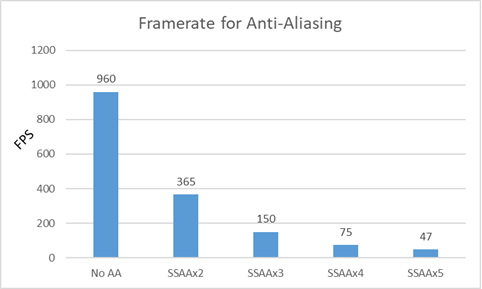 Framerate for Anti-Aliasing
FPS
1200
1000
800
600
400
200
0
960
365
150
75
47
No AA
SSAAx2
SSAAx3
SSAAx4
SSAAx5